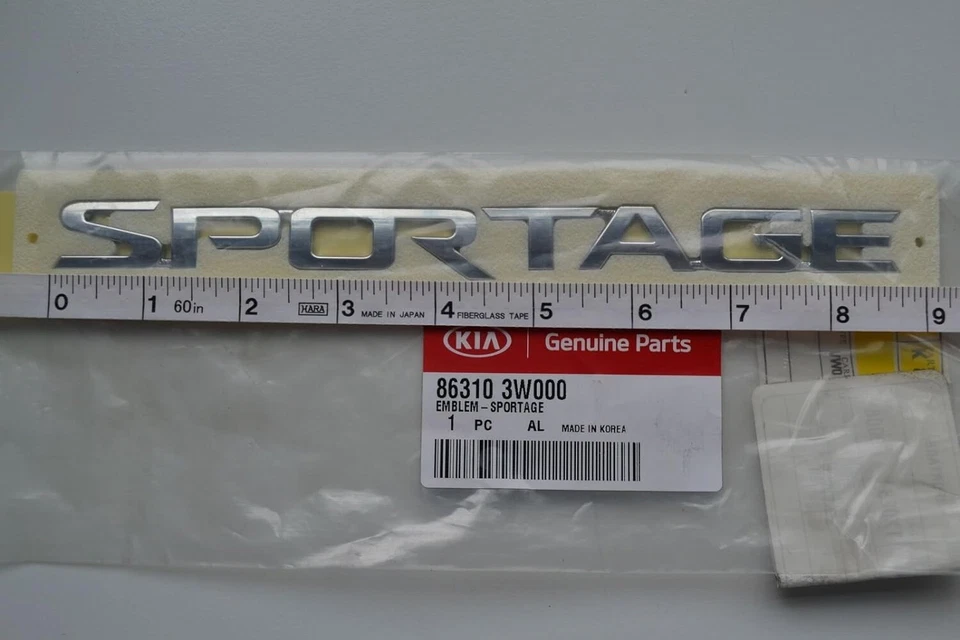 SPORTAGE
0 1 60in 2 HARA 3 MADE IN JAPAN 4 FIBERGLASS TAPE 5 6 7 8 9
KIA Genuine Parts
86310 3W000
EMBLEM-SPORTAGE
1 PC AL MADE IN KOREA